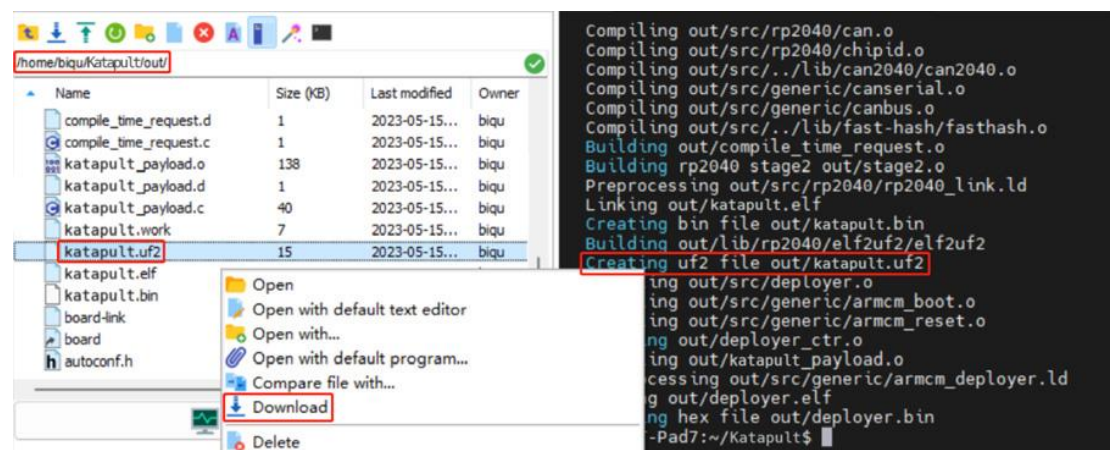 /home/biqu/Katapult/out/
Name Size (KB) Last modified Owner
compile_time_request.d 1 2023-05-15... biqu
compile_time_request.c 1 2023-05-15... biqu
katapult_payload.o 138 2023-05-15... biqu
katapult_payload.d 1 2023-05-15... biqu
katapult_payload.c 40 2023-05-15... biqu
katapult.work 7 2023-05-15... biqu
katapult.uf2 15 2023-05-15... biqu
katapult.elf
katapult.bin
board-link
board
autoconf.h
Open
Open with default text editor
Open with...
Open with default program...
Compare file with...
Download
Delete
Compiling out/src/rp2040/can.o
Compiling out/src/rp2040/chipid.o
Compiling out/src/../lib/can2040/can2040.o
Compiling out/src/generic/canserial.o
Compiling out/src/generic/canbus.o
Compiling out/src/../lib/fast-hash/fasthash.o
Building out/compile_time_request.o
Building rp2040 stage2 out/stage2.o
Preprocessing out/src/rp2040/rp2040_link.ld
Linking out/katapult.elf
Creating bin file out/katapult.bin
Building out/lib/rp2040/elf2uf2/elf2uf2
Creating uf2 file out/katapult.uf2
ing out/src/deployer.o
ing out/src/generic/armcm_boot.o
ing out/src/generic/armcm_reset.o
ng out/deployer_ctr.o
ing out/katapult_payload.o
cessing out/src/generic/armcm_deployer.ld
g out/deployer.elf
ng hex file out/deployer.bin
-Pad7:~/Katapult$